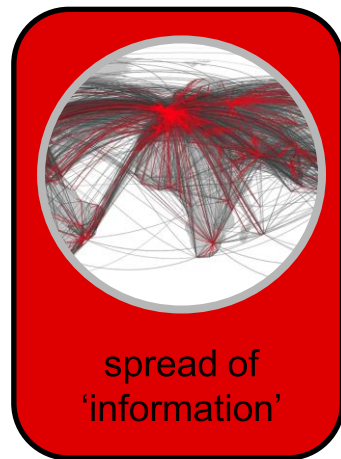 spread of
‘information’